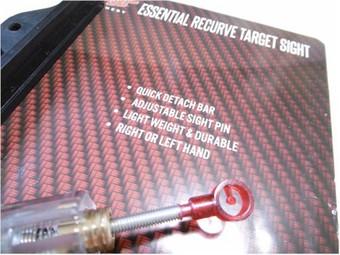 ESSENTIAL RECURVE TARGET SIGHT
• QUICK DETACH BAR
• ADJUSTABLE SIGHT PIN
• LIGHT WEIGHT & DURABLE
• RIGHT OR LEFT HAND